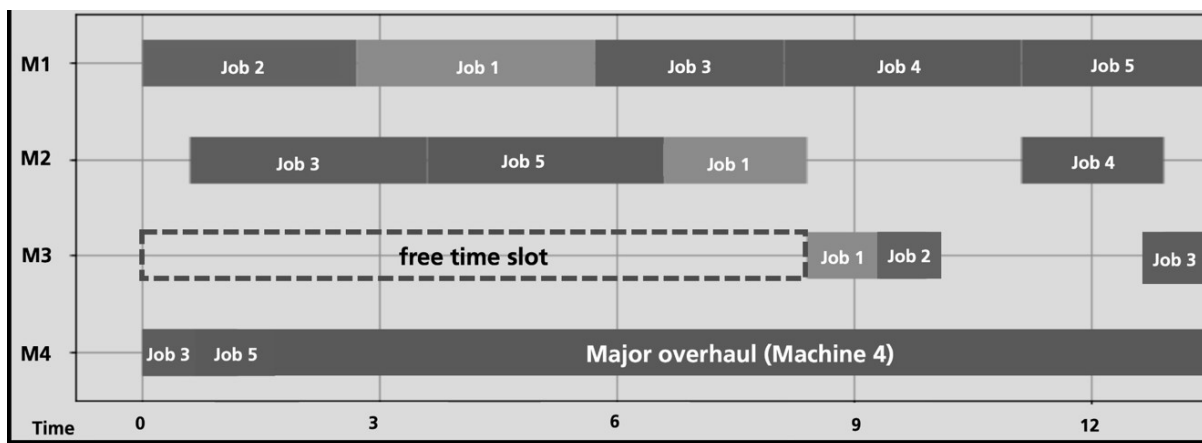 M1 Job 2 Job 1 Job 3 Job 4 Job 5
M2 Job 3 Job 5 Job 1 Job 4
M3 free time slot Job 1 Job 2 Job 3
M4 Job 3 Job 5 Major overhaul (Machine 4)
Time 0 3 6 9 12